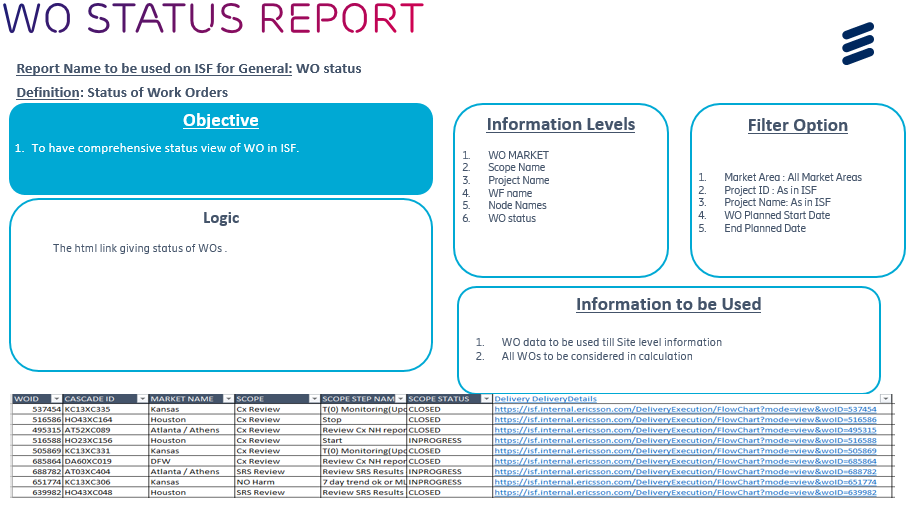 WO STATUS REPORT
Report Name to be used on ISF for General: WO status
Definition: Status of Work Orders
Objective
1. To have comprehensive status view of WO in ISF.
Logic
The html link giving status of WOs .
Information Levels
1. WO MARKET
2. Scope Name
3. Project Name
4. WF name
5. Node Names
6. WO status
Filter Option
1. Market Area : All Market Areas
2. Project ID : As in ISF
3. Project Name: As in ISF
4. WO Planned Start Date
5. End Planned Date
Information to be Used
1. WO data to be used till Site level information
2. All WOs to be considered in calculation
WOID CASCADE ID MARKET NAME SCOPE SCOPE STEP NAM SCOPE STATUS Delivery DeliveryDetails
537454 KC13XC335 Kansas Cx Review T(0) Monitoring(Upd CLOSED https://isf.internal.ericsson.com/DeliveryExecution/FlowChart?mode=view&woID=537454
516586 HO43XC164 Houston Cx Review Stop CLOSED https://isf.internal.ericsson.com/DeliveryExecution/FlowChart?mode=view&woID=516586
495315 AT52XC089 Atlanta / Athens Cx Review Review Cx NH repor CLOSED https://isf.internal.ericsson.com/DeliveryExecution/FlowChart?mode=view&woID=495315
516588 HO23XC156 Houston Cx Review Start INPROGRESS https://isf.internal.ericsson.com/DeliveryExecution/FlowChart?mode=view&woID=516588
505869 KC13XC331 Kansas Cx Review T(0) Monitoring(Upd CLOSED https://isf.internal.ericsson.com/DeliveryExecution/FlowChart?mode=view&woID=505869
685864 DA60XC019 DFW Cx Review Review Cx NH repor CLOSED https://isf.internal.ericsson.com/DeliveryExecution/FlowChart?mode=view&woID=685864
688782 AT03XC404 Atlanta / Athens SRS Review Review SRS Results INPROGRESS https://isf.internal.ericsson.com/DeliveryExecution/FlowChart?mode=view&woID=688782
651774 KC13XC306 Kansas NO Harm 7 day trend ok or ML INPROGRESS https://isf.internal.ericsson.com/DeliveryExecution/FlowChart?mode=view&woID=651774
639982 HO43XC048 Houston SRS Review Review SRS Results CLOSED https://isf.internal.ericsson.com/DeliveryExecution/FlowChart?mode=view&woID=639982